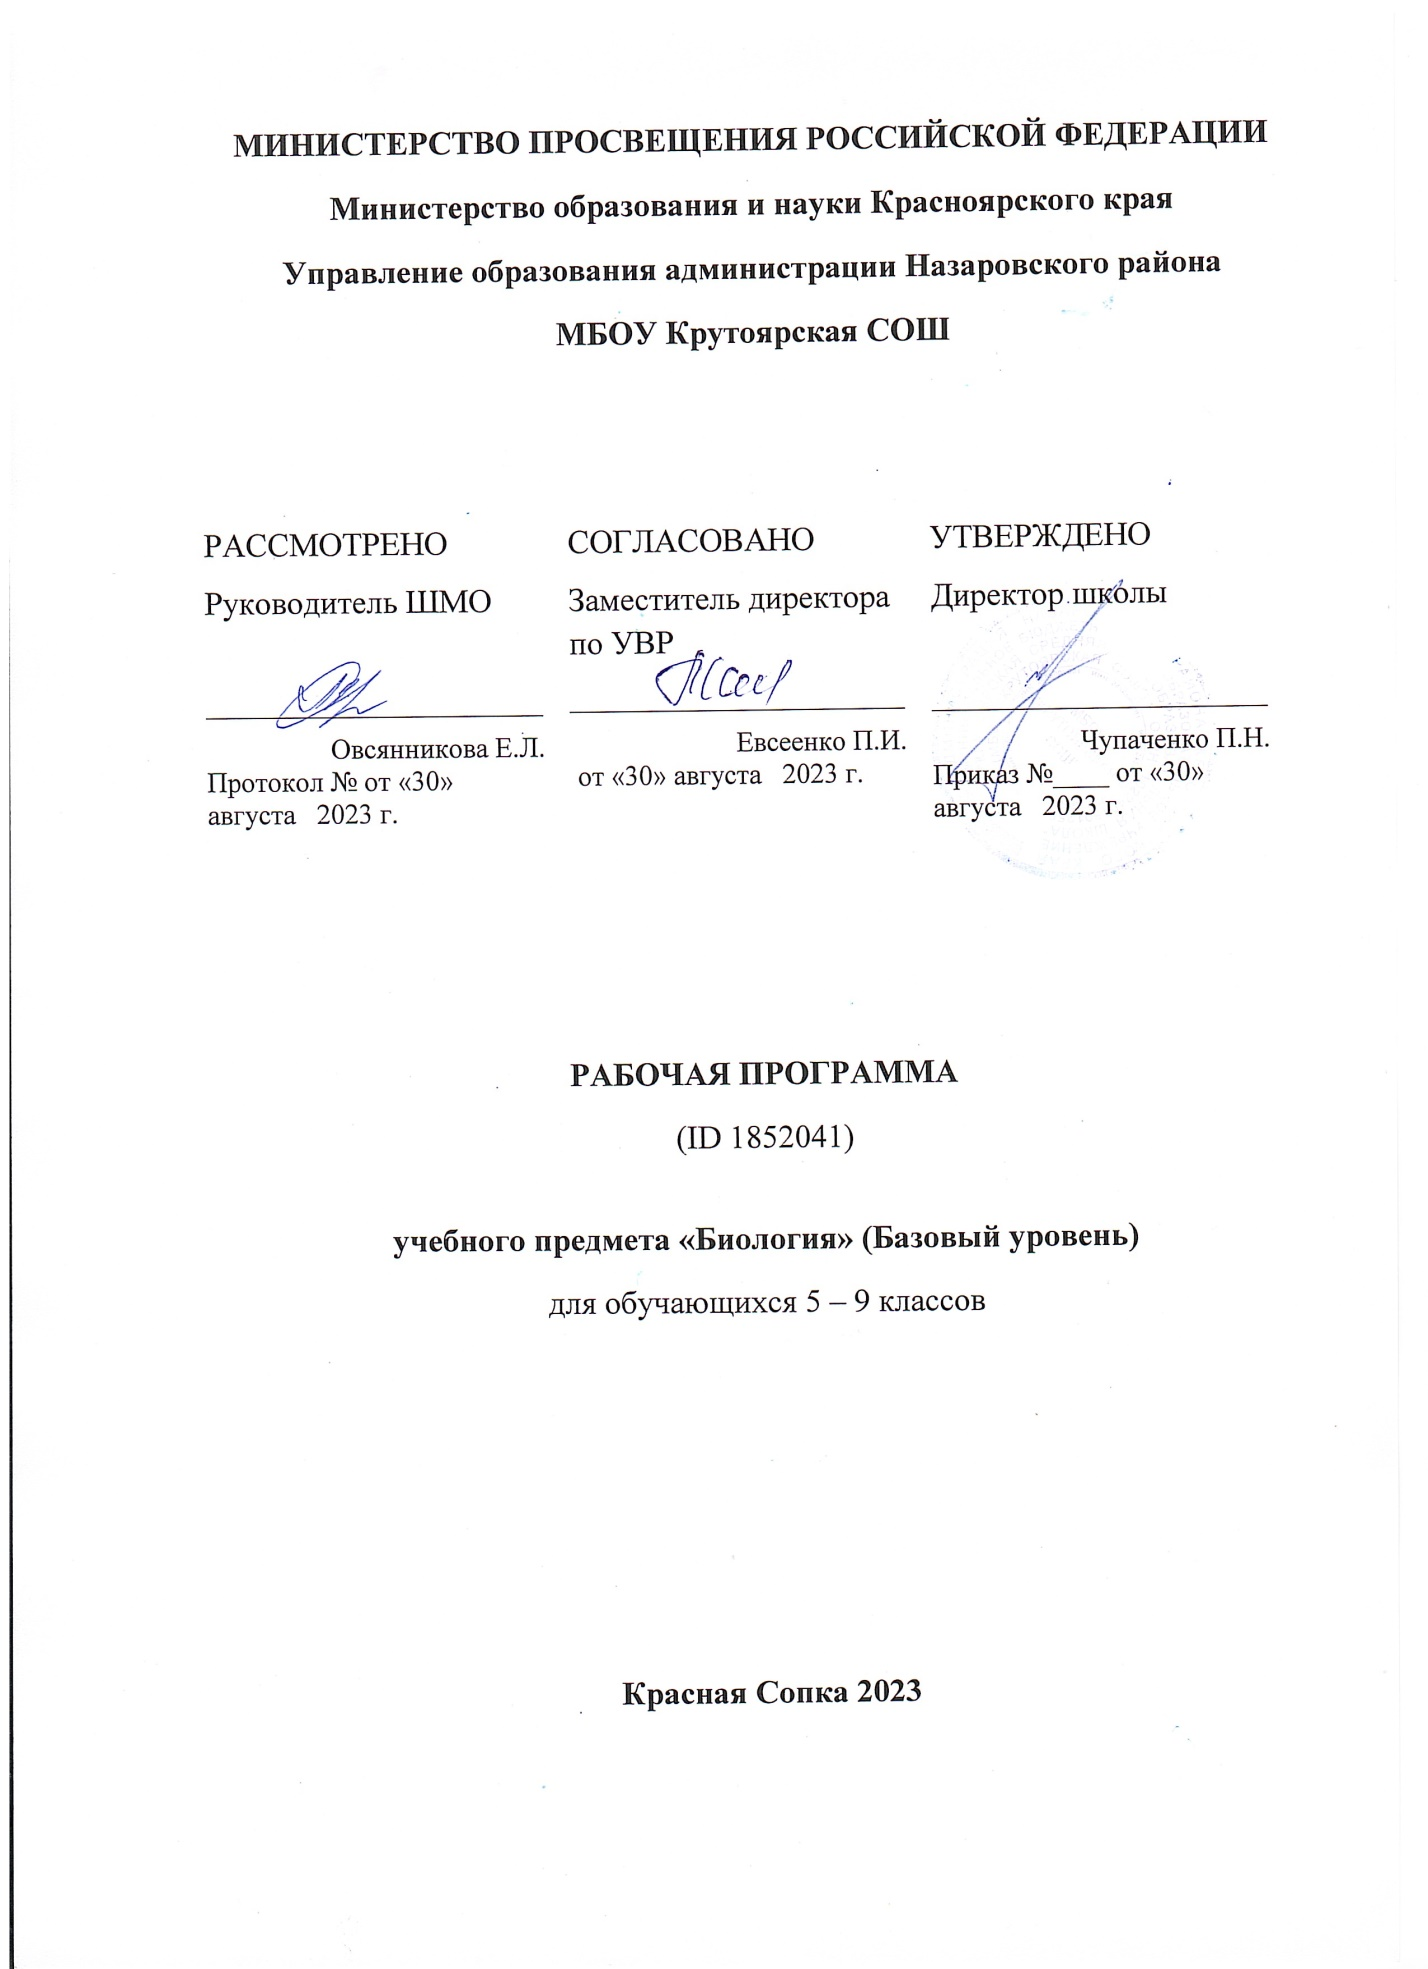 МИНИСТЕРСТВО ПРОСВЕЩЕНИЯ РОССИЙСКОЙ ФЕДЕРАЦИИ
Министерство образования и науки Красноярского края
Управление образования администрации Назаровского района
МБОУ Крутоярская СОШ
РАССМОТРЕНО
Руководитель ШМО
Овсянникова Е.Л.
Протокол № от «30»
августа 2023 г.
СОГЛАСОВАНО
Заместитель директора
по УВР
Евсеенко П.И.
от «30» августа 2023 г.
УТВЕРЖДЕНО
Директор школы
Чупаченко П.Н.
Приказ №____ от «30»
августа 2023 г.
РАБОЧАЯ ПРОГРАММА
(ID 1852041)
учебного предмета «Биология» (Базовый уровень)
для обучающихся 5 – 9 классов
Красная Сопка 2023